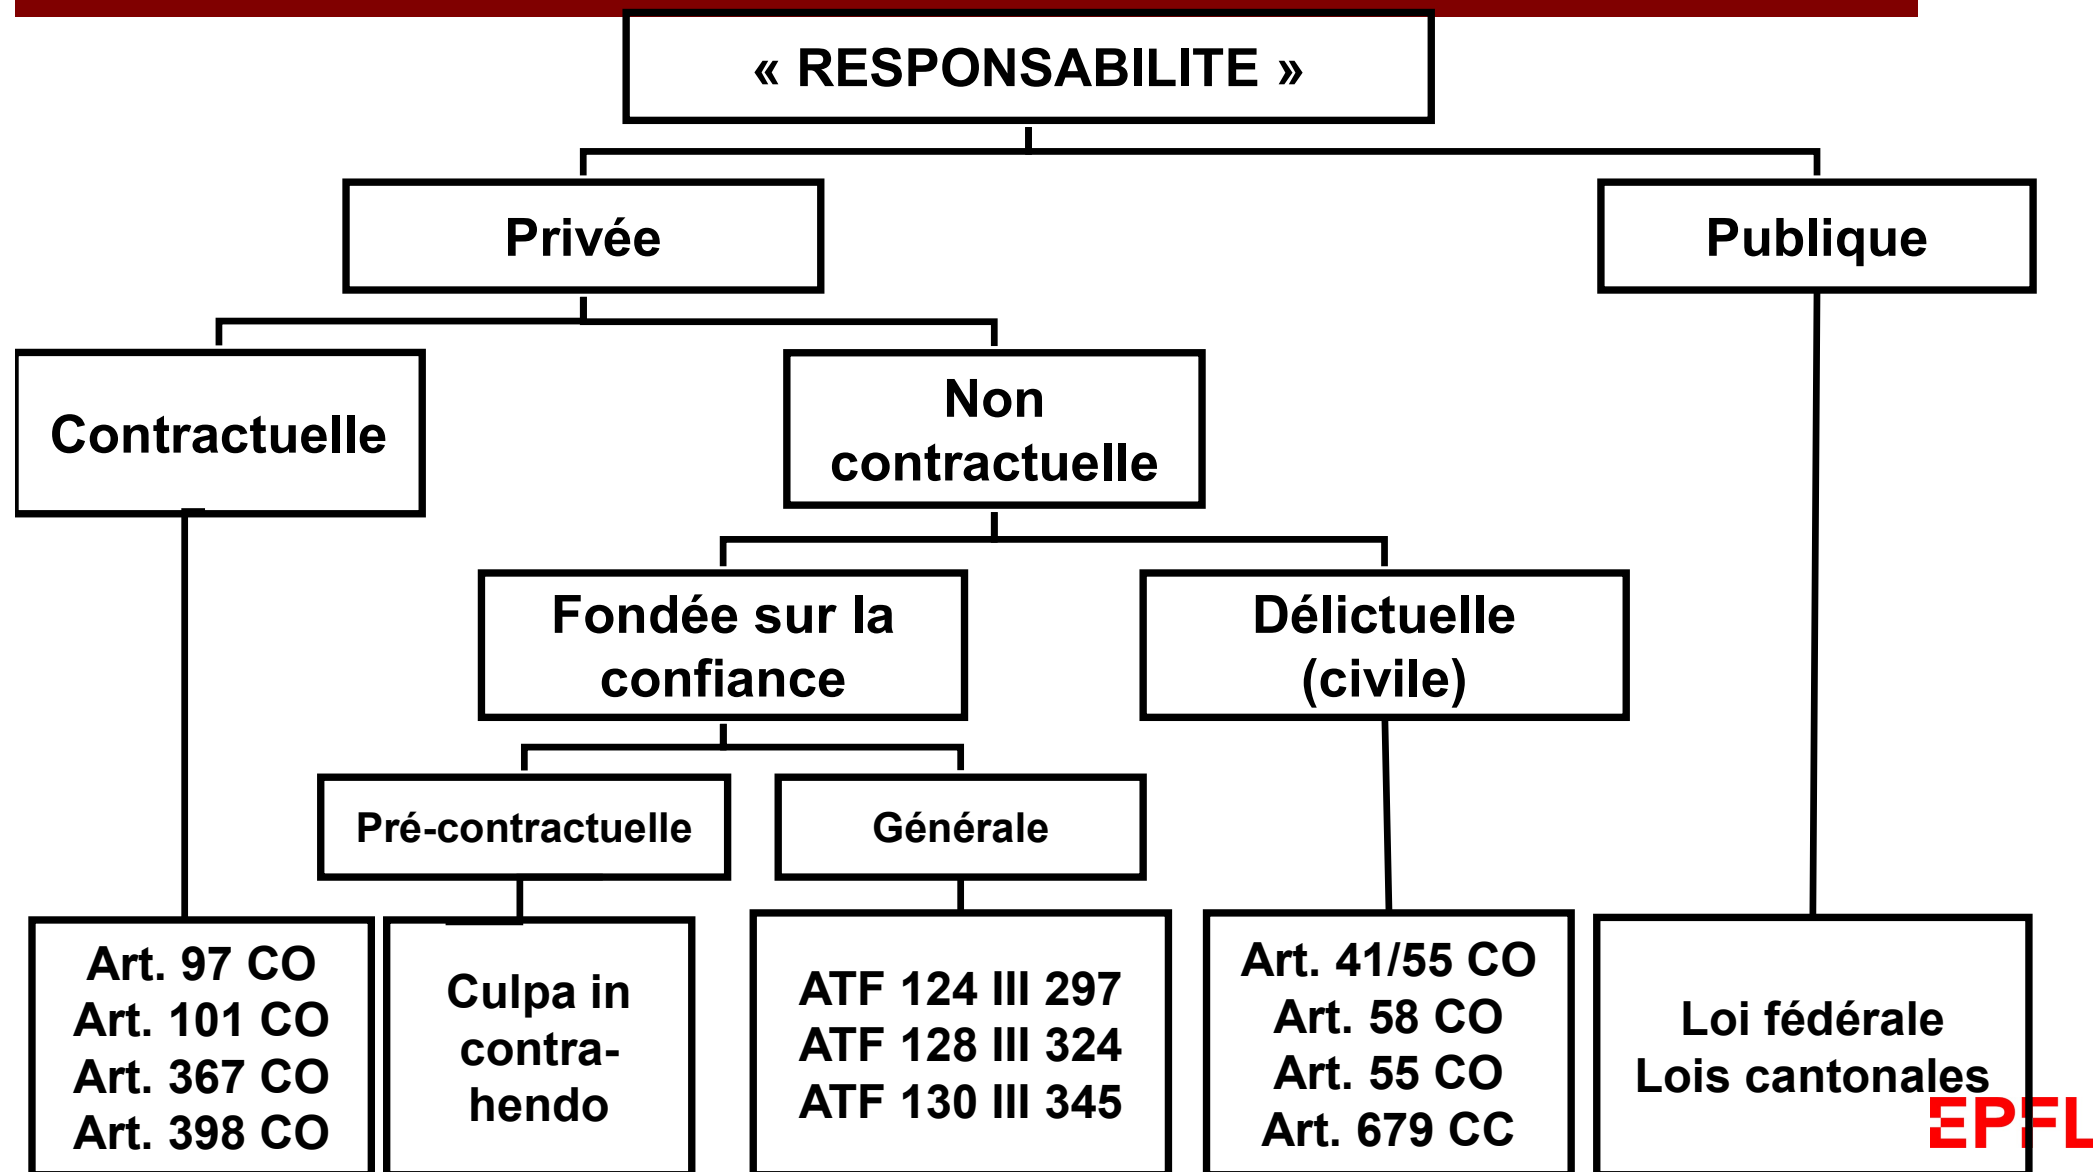 « RESPONSABILITE »
Privée
Publique
Contractuelle
Non
contractuelle
Fondée sur la
confiance
Délictuelle
(civile)
Pré-contractuelle
Générale
Art. 97 CO
Art. 101 CO
Art. 367 CO
Art. 398 CO
Culpa in
contra-
hendo
ATF 124 III 297
ATF 128 III 324
ATF 130 III 345
Art. 41/55 CO
Art. 58 CO
Art. 55 CO
Art. 679 CC
Loi fédérale
Lois cantonales
EPFL